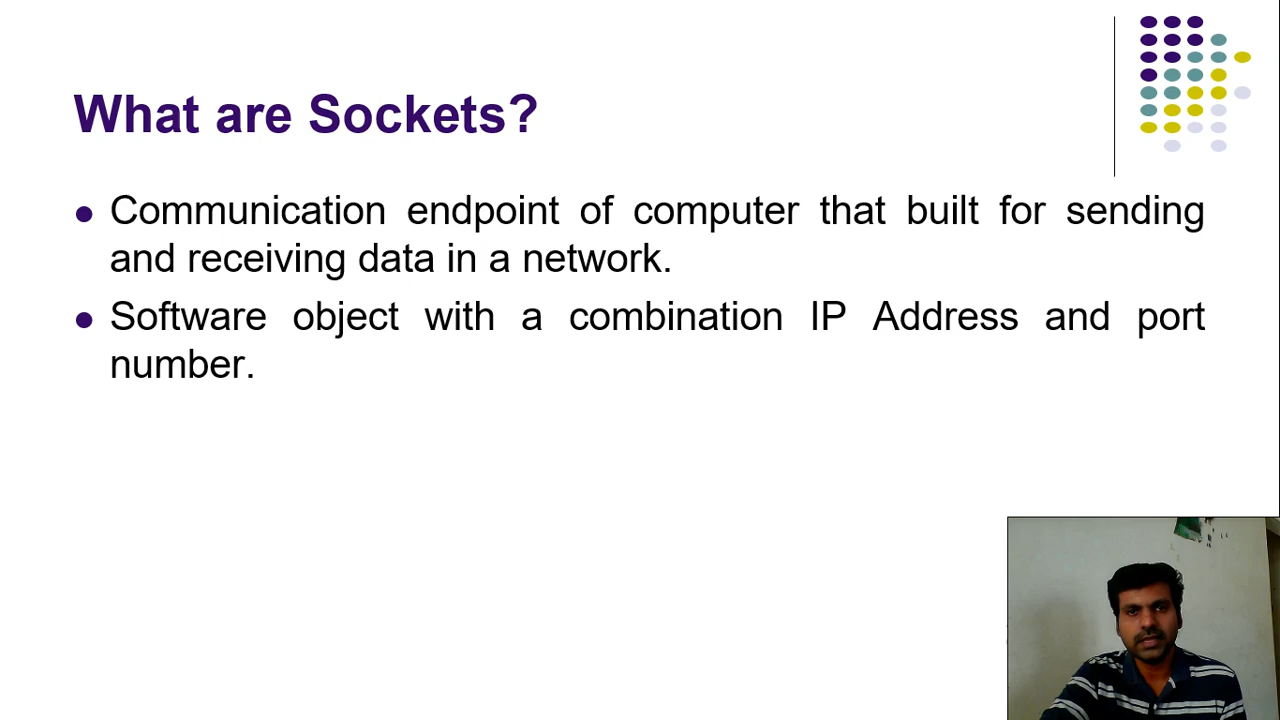 What are Sockets?
Communication endpoint of computer that built for sending
and receiving data in a network.
Software object with a combination IP Address and port
number.